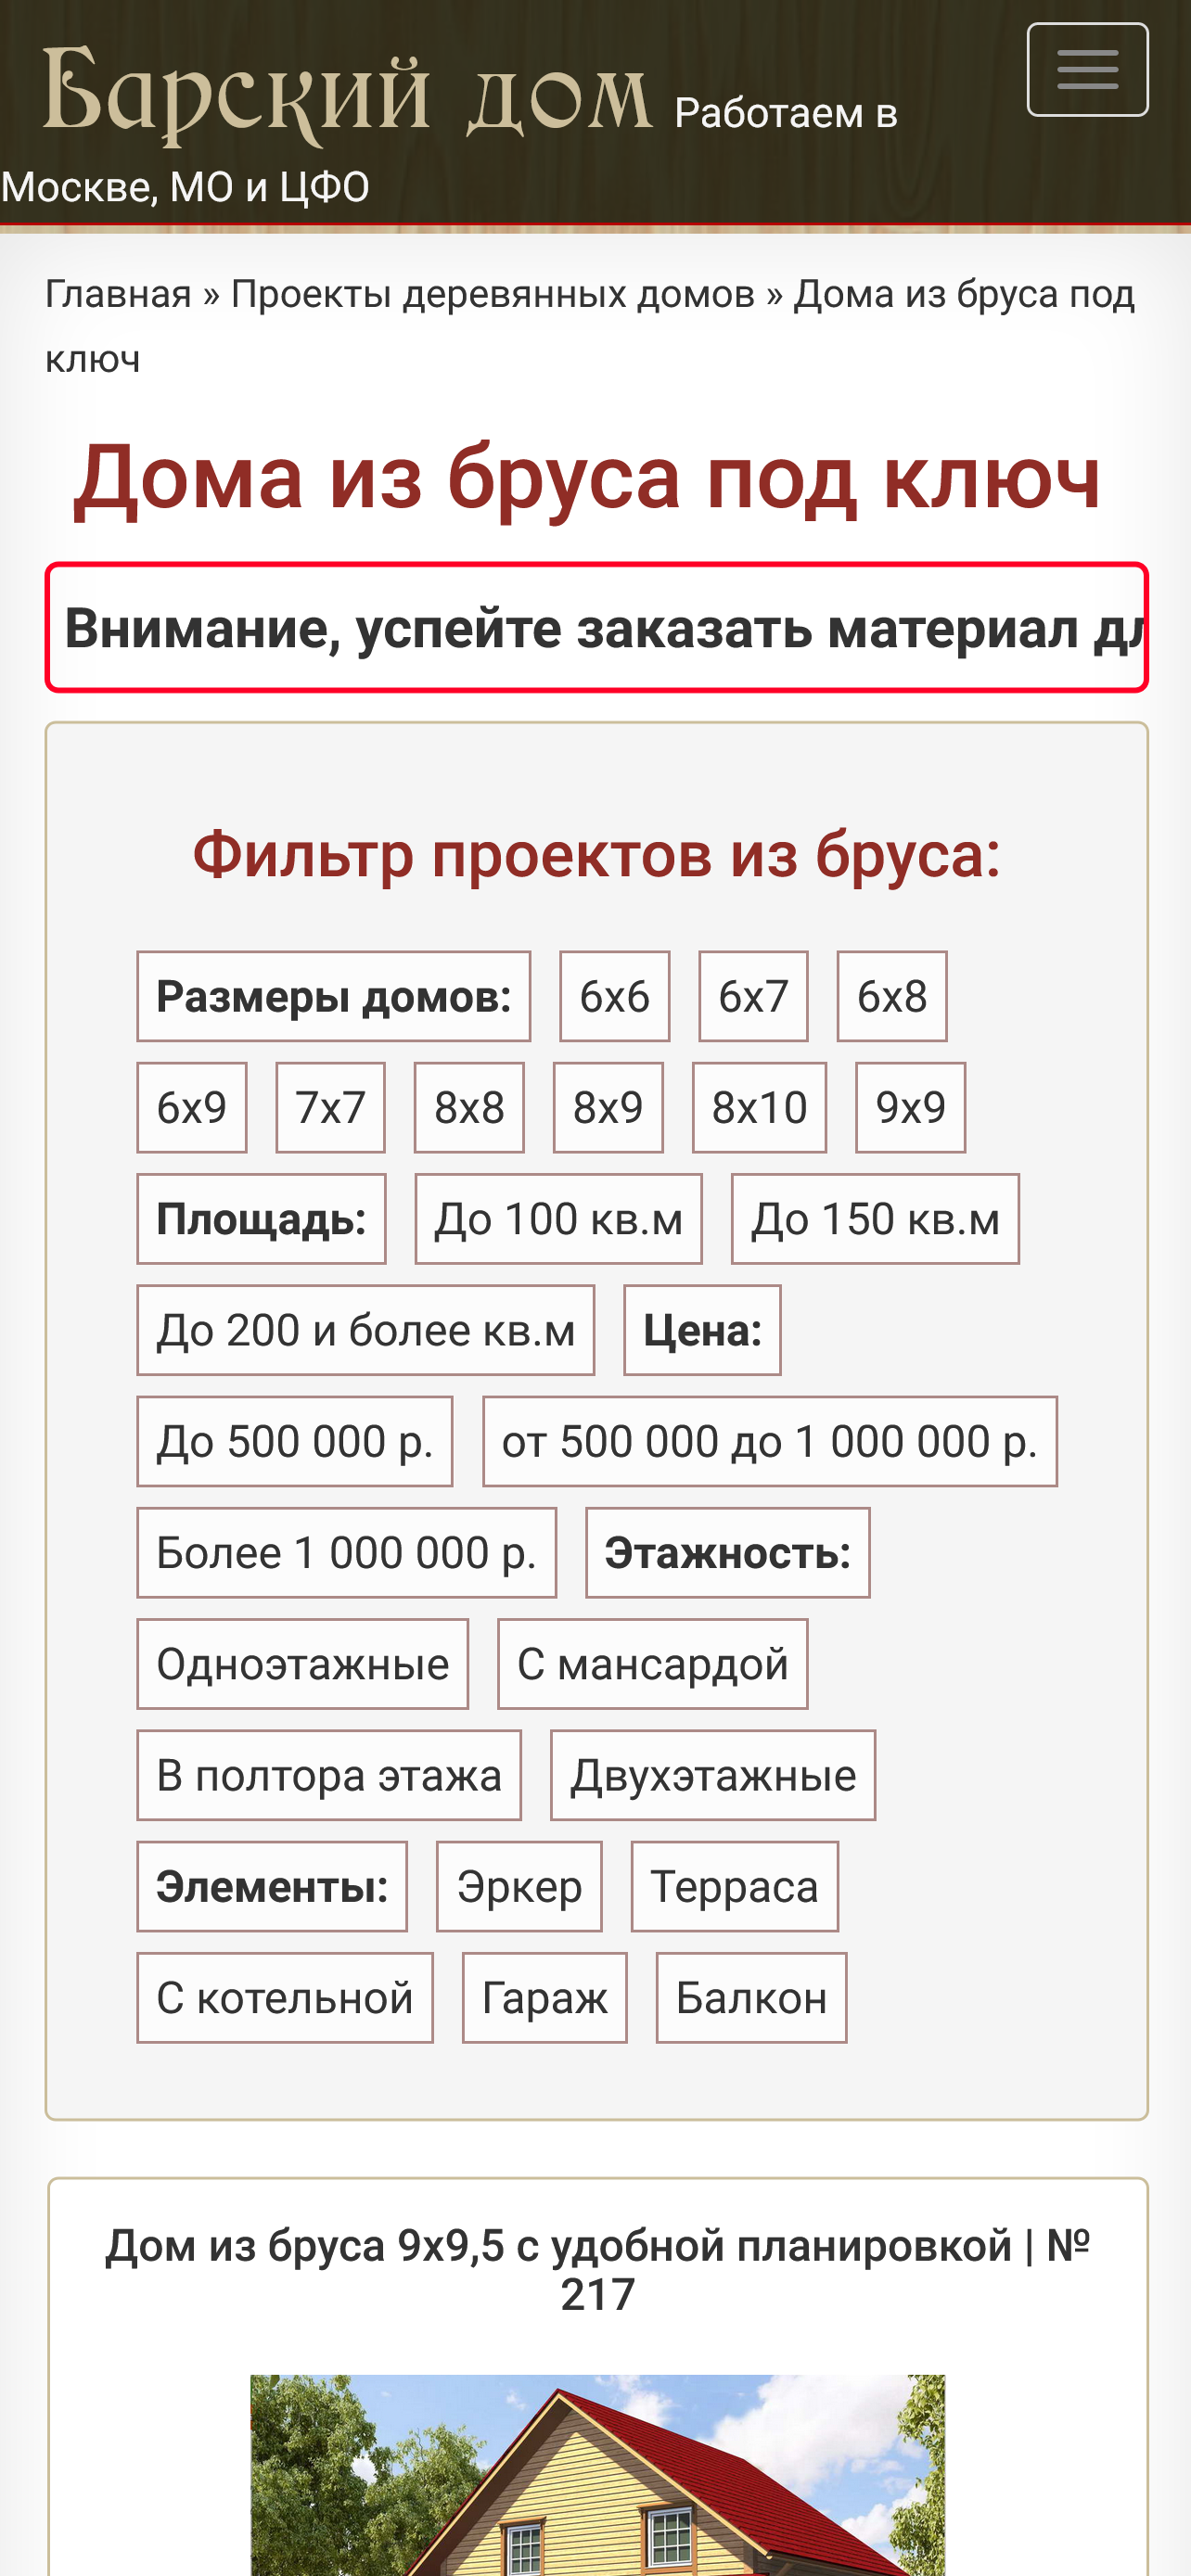 Барский дом Работаем в
Москве, МО и ЦФО
Главная » Проекты деревянных домов » Дома из бруса под
ключ
Дома из бруса под ключ
Внимание, успейте заказать материал
Фильтр проектов из бруса:
Размеры домов: 6х6 6х7 6х8
6х9 7х7 8х8 8х9 8х10 9х9
Площадь: До 100 кв.м До 150 кв.м
До 200 и более кв.м Цена:
До 500 000 р. от 500 000 до 1 000 000 р.
Более 1 000 000 р. Этажность:
Одноэтажные С мансардой
В полтора этажа Двухэтажные
Элементы: Эркер Терраса
С котельной Гараж Балкон
Дом из бруса 9х9,5 с удобной планировкой | №
217